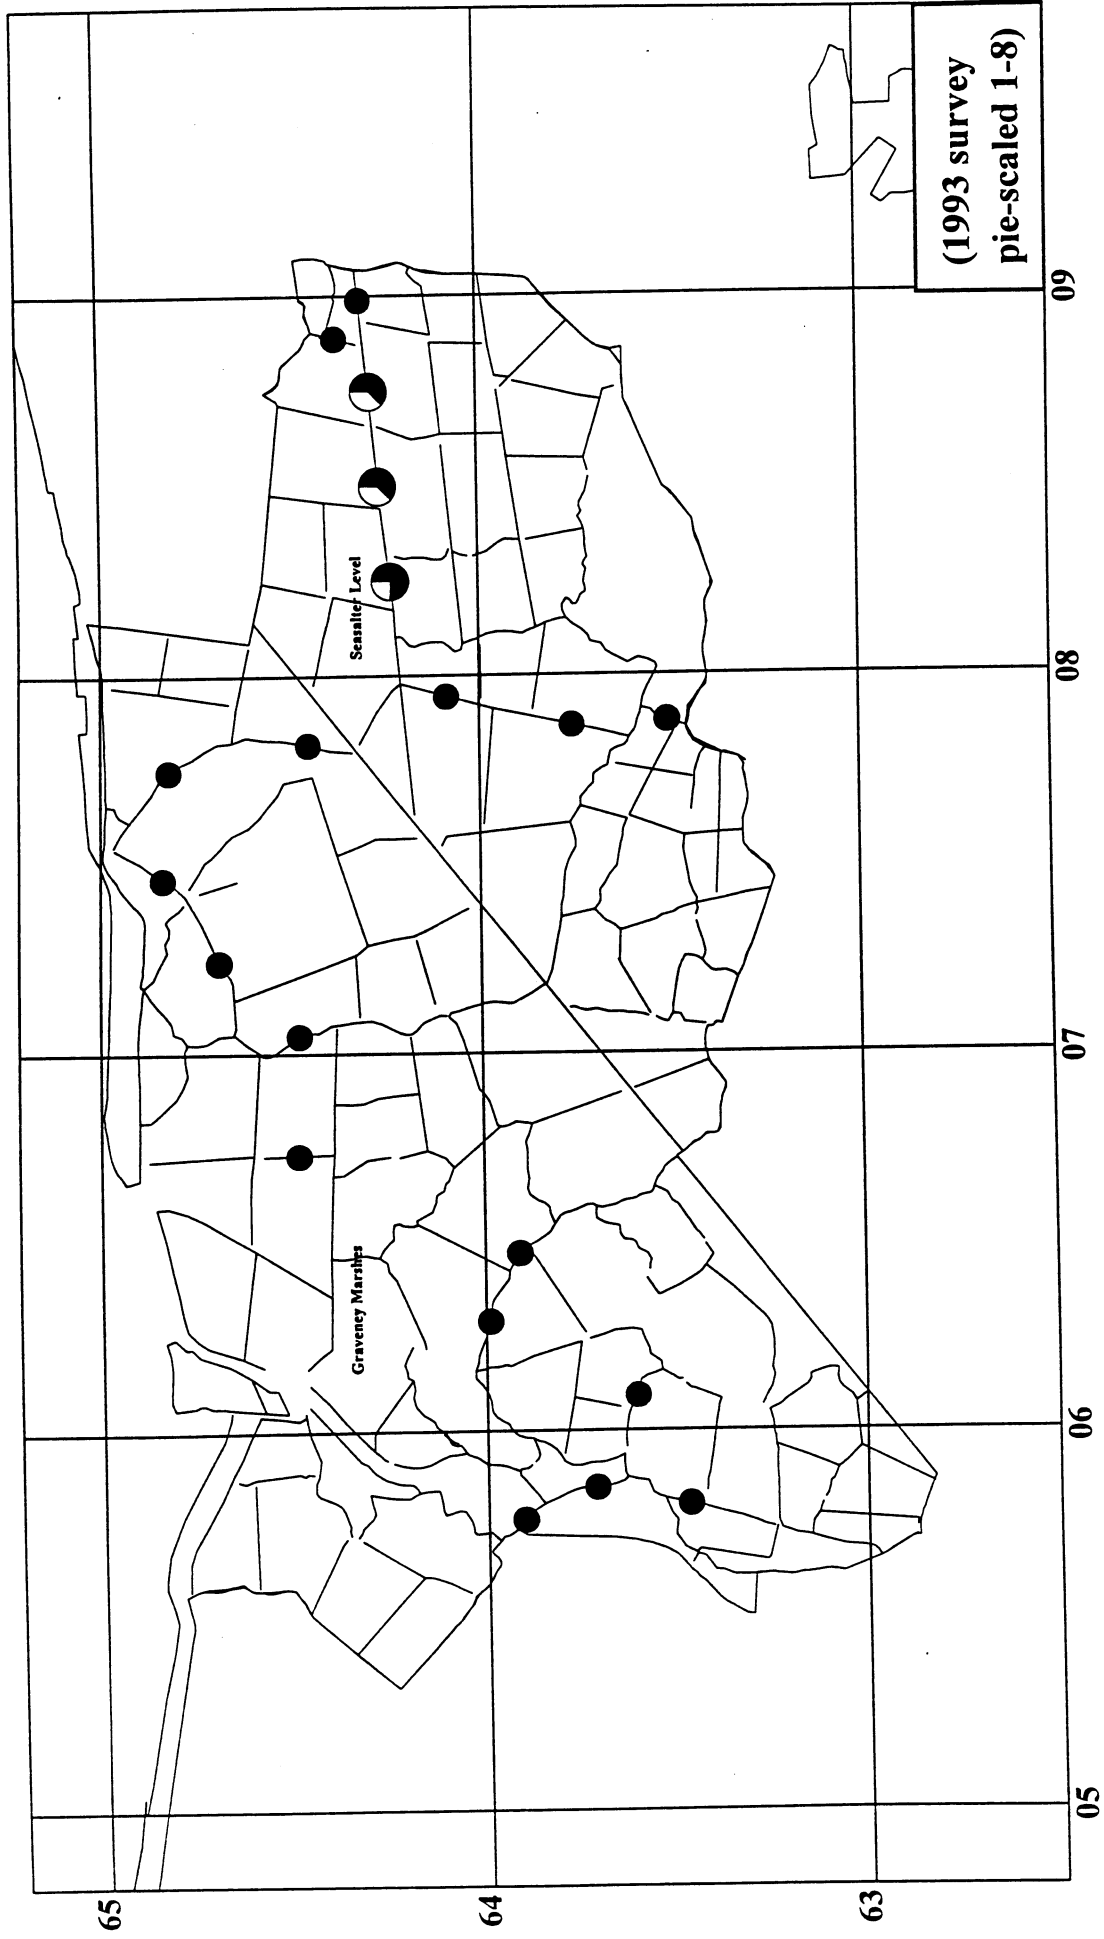 (1993 survey
pie-scaled 1-8)
Seasalter Level
Graveney Marshes
65
64
63
05
06
07
08
09